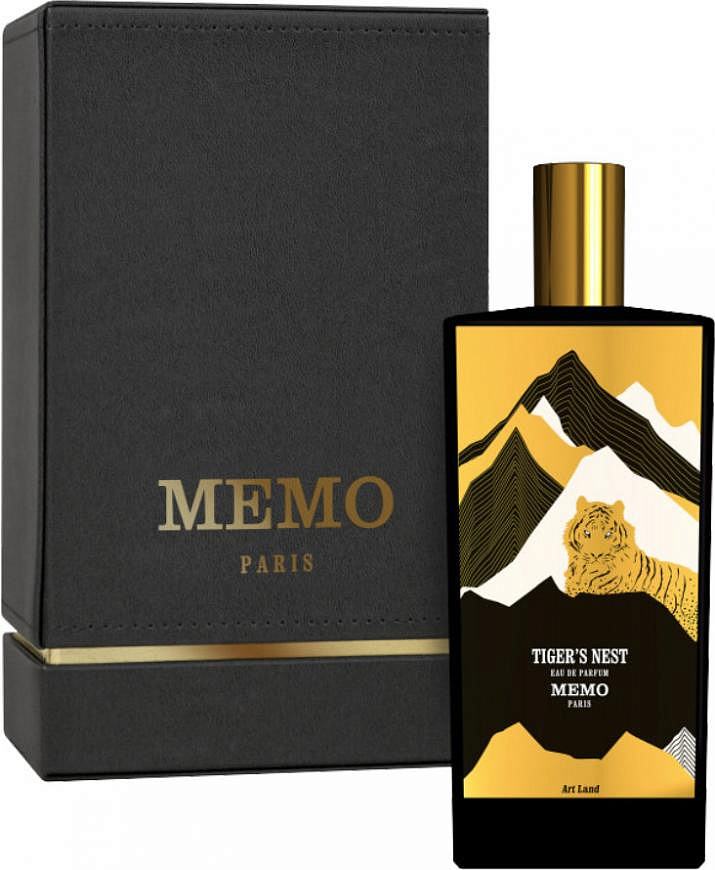 MEMO
PARIS
TIGER'S NEST
EAU DE PARFUM
MEMO
PARIS
Art Land